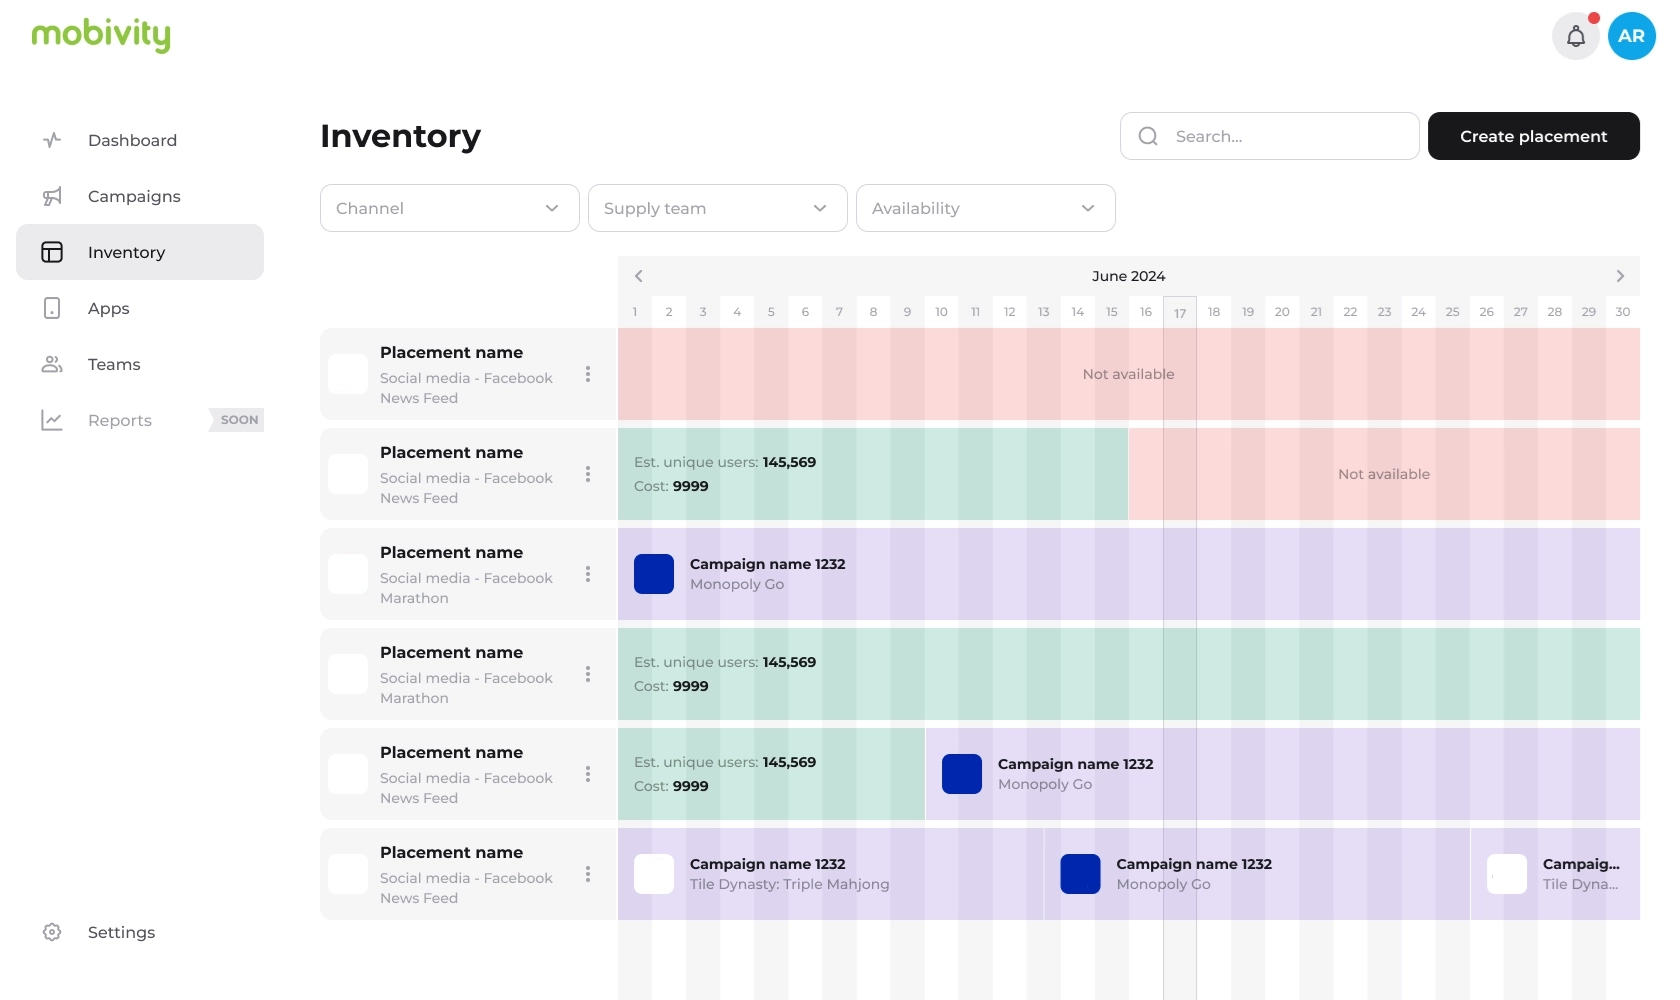 mobivity
AR
Dashboard
Campaigns
Inventory
Apps
Teams
Reports SOON
Settings
Inventory
Search...
Create placement
Channel
Supply team
Availability
June 2024
1 2 3 4 5 6 7 8 9 10 11 12 13 14 15 16 17 18 19 20 21 22 23 24 25 26 27 28 29 30
Placement name
Social media - Facebook
News Feed
Not available
Placement name
Social media - Facebook
News Feed
Est. unique users: 145,569
Cost: 9999
Not available
Placement name
Social media - Facebook
Marathon
Campaign name 1232
Monopoly Go
Placement name
Social media - Facebook
Marathon
Est. unique users: 145,569
Cost: 9999
Placement name
Social media - Facebook
News Feed
Est. unique users: 145,569
Cost: 9999
Campaign name 1232
Monopoly Go
Placement name
Social media - Facebook
News Feed
Campaign name 1232
Tile Dynasty: Triple Mahjong
Campaign name 1232
Monopoly Go
Campaig...
Tile Dyna...